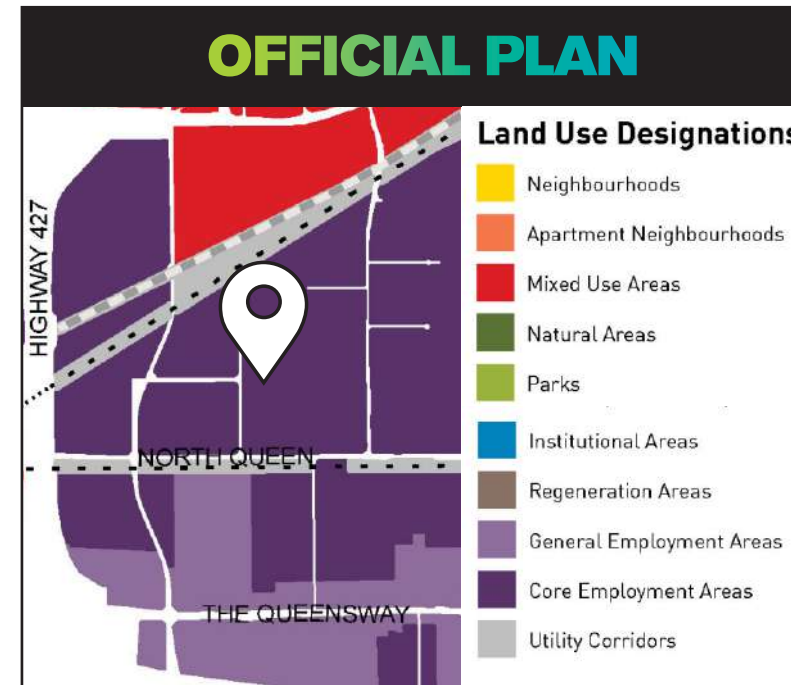 OFFICIAL PLAN
HIGHWAY 427
NORTH QUEEN
THE QUEENSWAY
Land Use Designations
Neighbourhoods
Apartment Neighbourhoods
Mixed Use Areas
Natural Areas
Parks
Institutional Areas
Regeneration Areas
General Employment Areas
Core Employment Areas
Utility Corridors